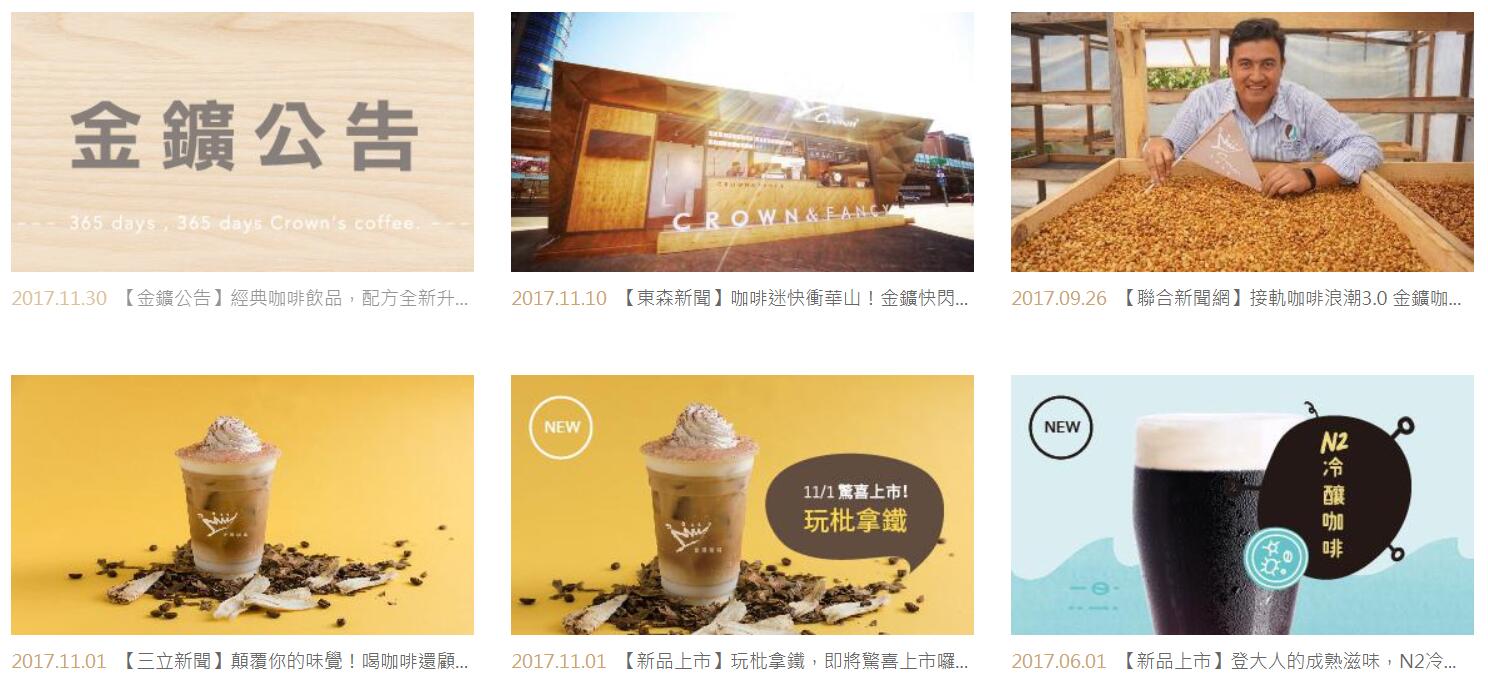 金鑛公告
365 days , 365 days Crown's coffee.
Crown
CROWN&FANCY
2017.11.30 【金鑛公告】經典咖啡飲品，配方全新升...
2017.11.10 【東森新聞】咖啡迷快衝華山！金鑛快閃...
2017.09.26 【聯合新聞網】接軌咖啡浪潮3.0 金鑛咖...
NEW
11/1 驚喜上市!
玩枇拿鐵
NEW
N2
冷釀咖啡
2017.11.01 【三立新聞】顛覆你的味覺！喝咖啡還顧...
2017.11.01 【新品上市】玩枇拿鐵，即將驚喜上市囉...
2017.06.01 【新品上市】登大人的成熟滋味，N2冷...